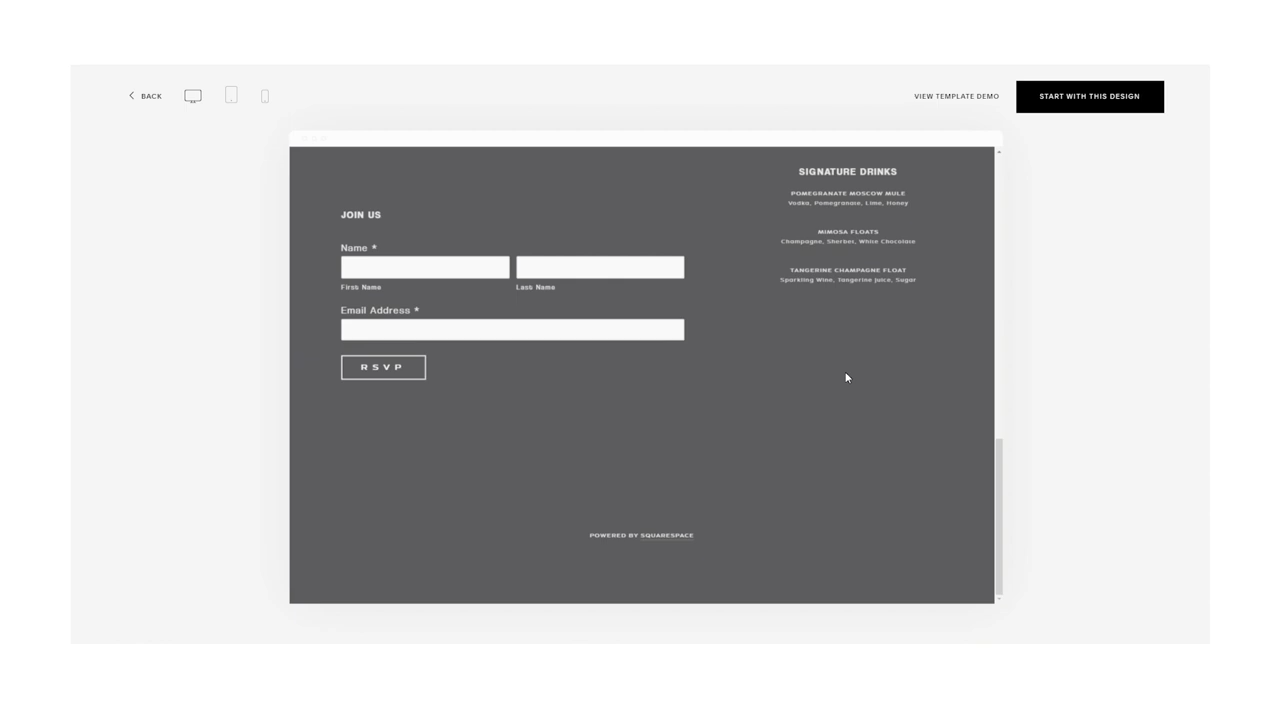 BACK
VIEW TEMPLATE DEMO
START WITH THIS DESIGN
JOIN US
Name *
First Name
Last Name
Email Address *
RSVP
SIGNATURE DRINKS
POMEGRANATE MOSCOW MULE
Vodka, Pomegranate, Lime, Honey
MIMOSA FLOATS
Champagne, Sherbet, White Chocolate
TANGERINE CHAMPAGNE FLOAT
Sparkling Wine, Tangerine juice, Sugar
POWERED BY SQUARESPACE